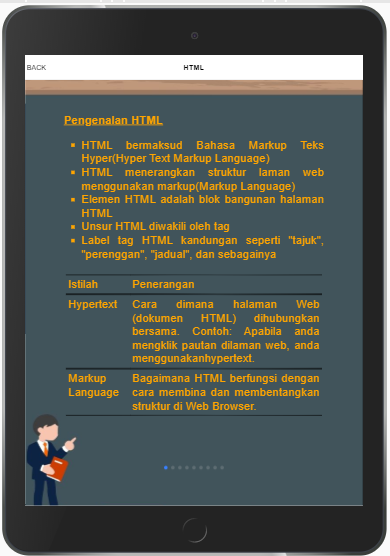 BACK
HTML
Pengenalan HTML
HTML bermaksud Bahasa Markup Teks
Hyper(Hyper Text Markup Language)
HTML menerangkan struktur laman web
menggunakan markup(Markup Language)
Elemen HTML adalah blok bangunan halaman
HTML
Unsur HTML diwakili oleh tag
Label tag HTML kandungan seperti "tajuk",
"perenggan", "jadual", dan sebagainya
Istilah Penerangan
Hypertext Cara dimana halaman Web
(dokumen HTML) dihubungkan
bersama. Contoh: Apabila anda
mengklik pautan dilaman web, anda
menggunakanhypertext.
Markup Bagaimana HTML berfungsi dengan
Language cara membina dan membentangkan
struktur di Web Browser.